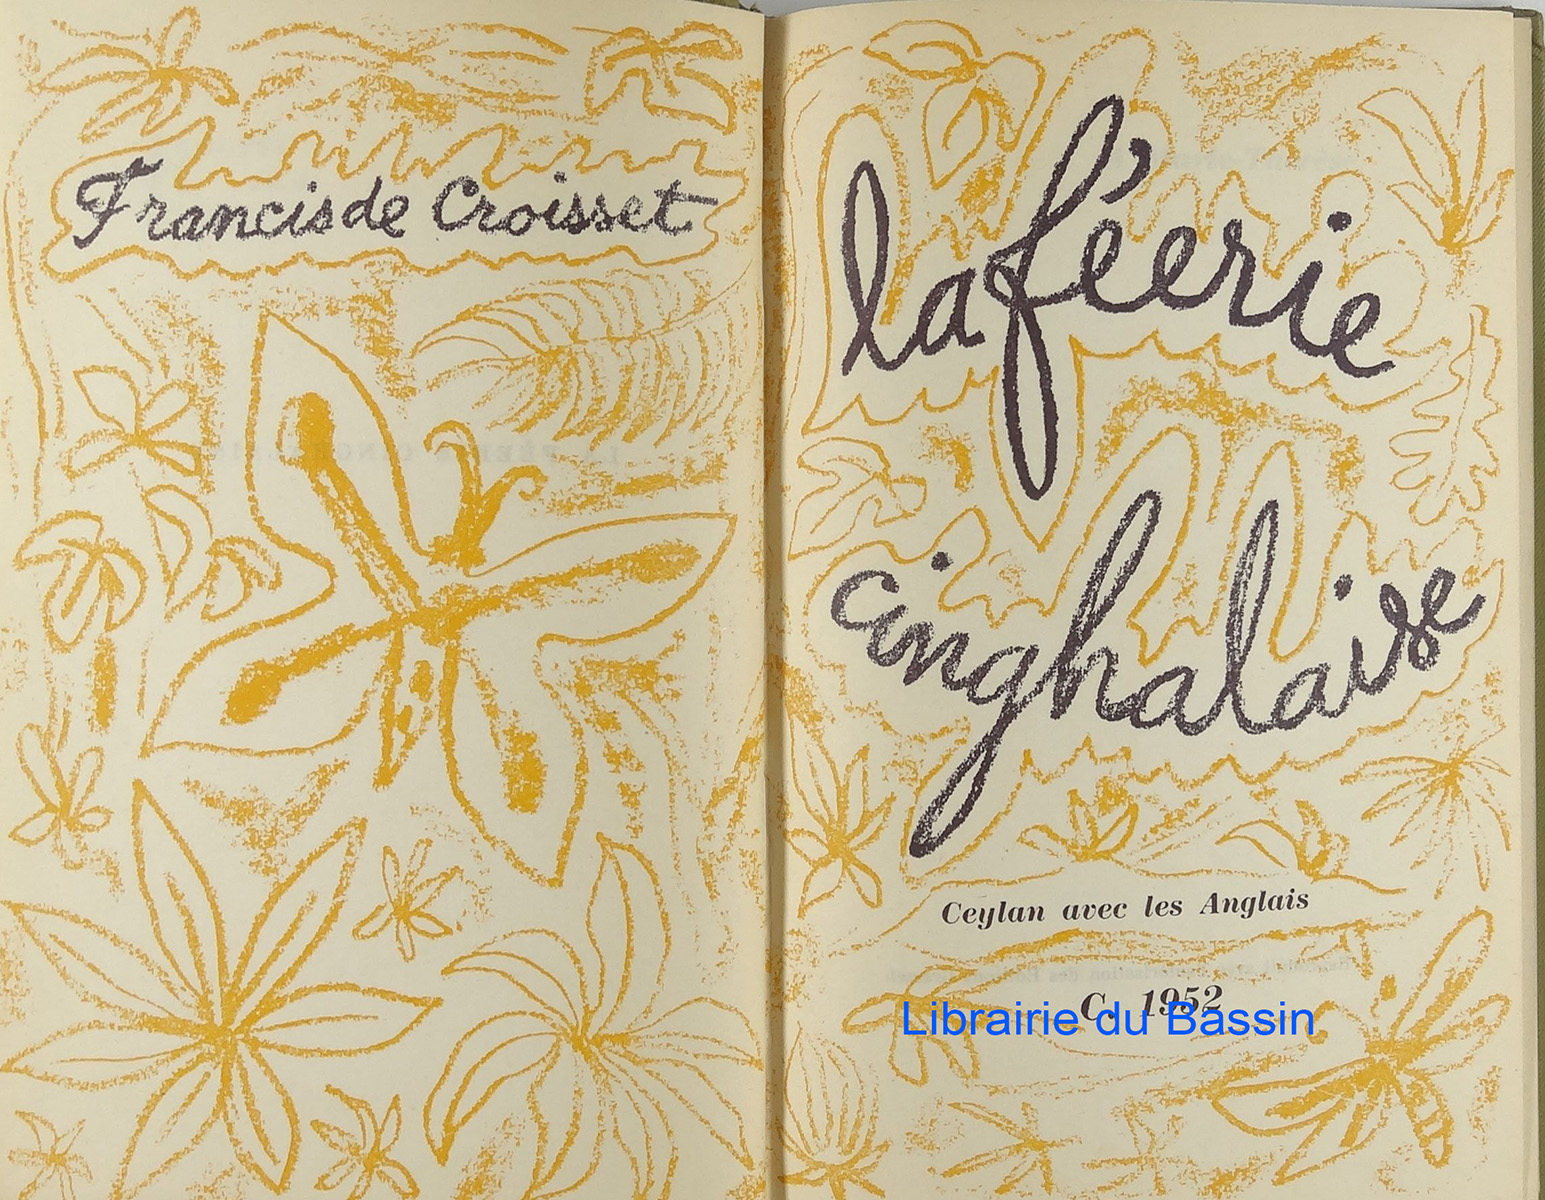 Francis de Croisset
la féerie
cinghalaise
Ceylan avec les Anglais
C. 1952
Librairie du Bassin